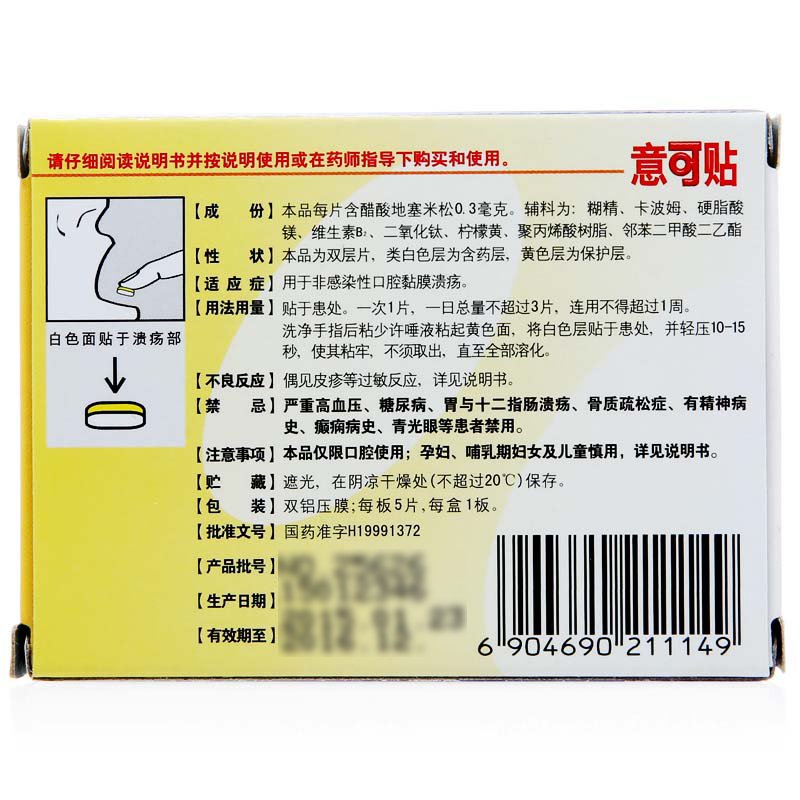 请仔细阅读说明书并按说明使用或在药师指导下购买和使用。
意可贴
白色面贴于溃疡部
【成份】本品每片含醋酸地塞米松0.3毫克。辅料为：糊精、卡波姆、硬脂酸
镁、维生素B₂、二氧化钛、柠檬黄、聚丙烯酸树脂、邻苯二甲酸二乙酯
【性状】本品为双层片，类白色层为含药层，黄色层为保护层。
【适应症】用于非感染性口腔黏膜溃疡。
【用法用量】贴于患处。一次1片，一日总量不超过3片，连用不得超过1周。
洗净手指后粘少许唾液粘起黄色面，将白色层贴于患处，并轻压10-15
秒，使其粘牢，不须取出，直至全部溶化。
【不良反应】偶见皮疹等过敏反应，详见说明书。
【禁忌】严重高血压、糖尿病、胃与十二指肠溃疡、骨质疏松症、有精神病
史、癫痫病史、青光眼等患者禁用。
【注意事项】本品仅限口腔使用；孕妇、哺乳期妇女及儿童慎用，详见说明书。
【贮藏】遮光，在阴凉干燥处(不超过20℃)保存。
【包装】双铝压膜；每板5片，每盒1板。
【批准文号】国药准字H19991372
【产品批号】
【生产日期】
【有效期至】
6 904690 211149